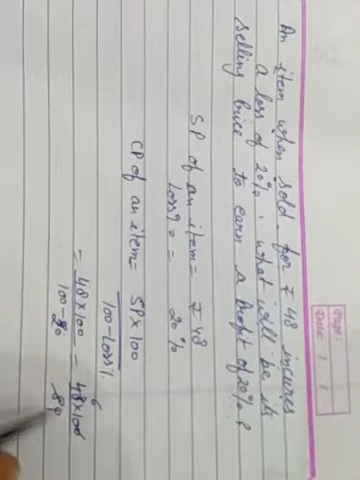 Page:
Date: / /
An item when sold for ₹ 48 incures
a loss of 20%. what will be its
selling price to earn a profit of 20%?
SP of an item = ₹ 48
Loss% = 20%
CP of an item = SP × 100
100 - Loss%
= 48 × 100 = 48 × 100
100 - 20 80
6